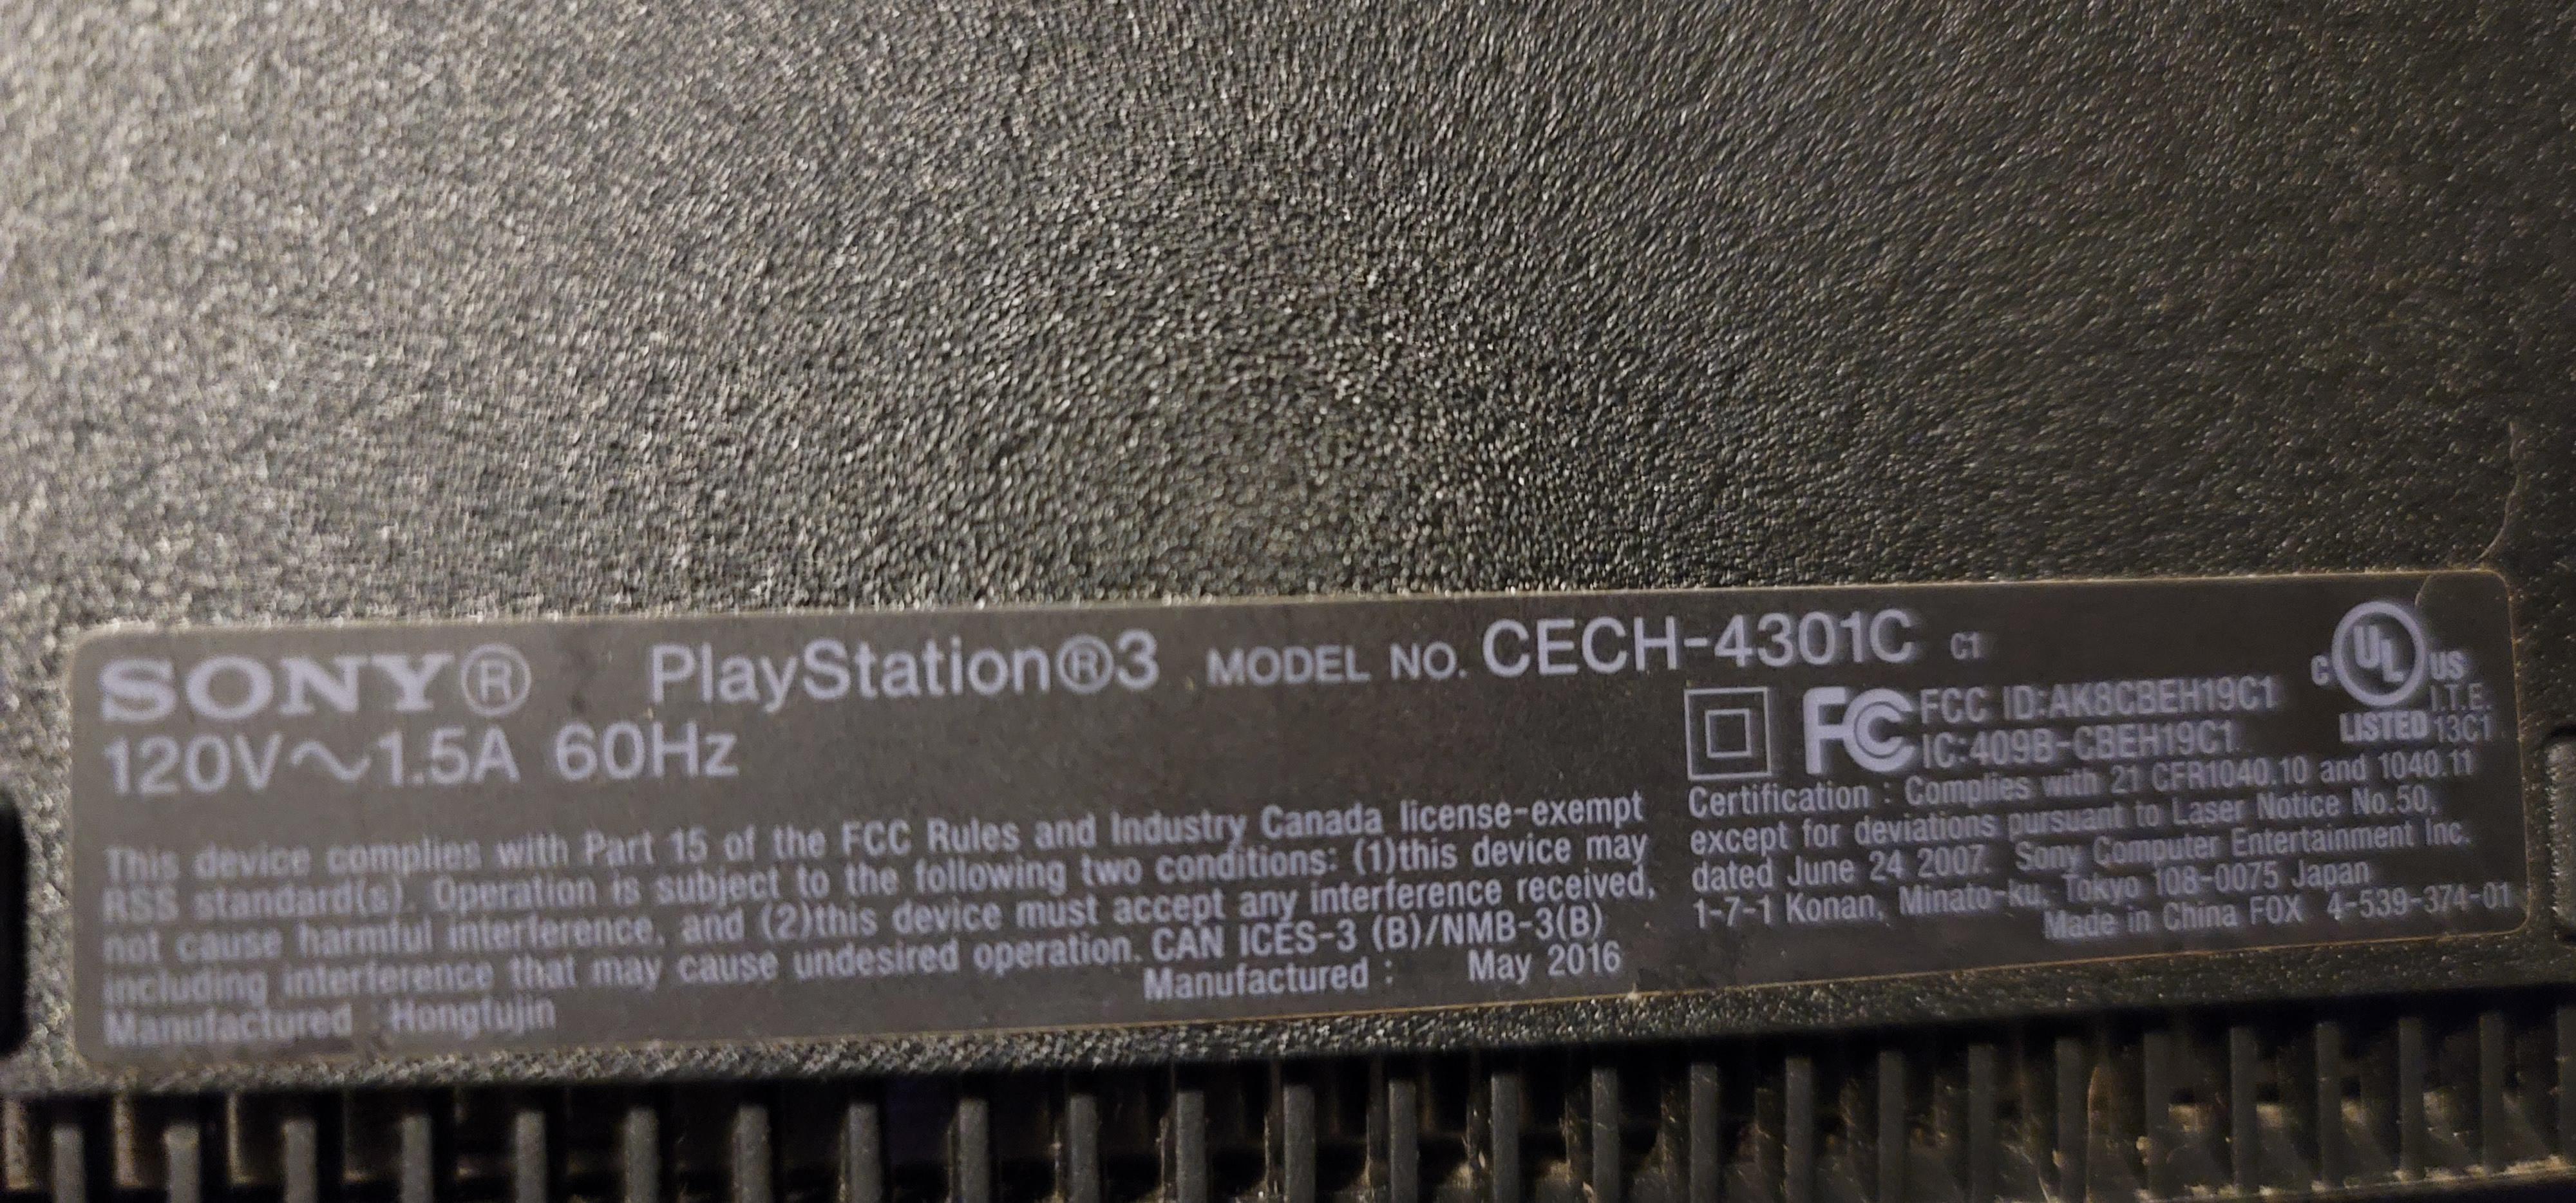 SONY® PlayStation®3 MODEL NO. CECH-4301C C1
120V~1.5A 60Hz
This device complies with Part 15 of the FCC Rules and Industry Canada license-exempt
RSS standard(s). Operation is subject to the following two conditions: (1)this device may
not cause harmful interference, and (2)this device must accept any interference received,
including interference that may cause undesired operation. CAN ICES-3 (B)/NMB-3(B)
Manufactured : May 2016
Manufactured : Hongfujin
FC FCC ID:AK8CBEH19C1
IC:409B-CBEH19C1
C UL US
I.T.E.
LISTED 13C1
Certification : Complies with 21 CFR1040.10 and 1040.11
except for deviations pursuant to Laser Notice No.50,
dated June 24 2007. Sony Computer Entertainment Inc.
1-7-1 Konan, Minato-ku, Tokyo 108-0075 Japan
Made in China FOX 4-539-374-01